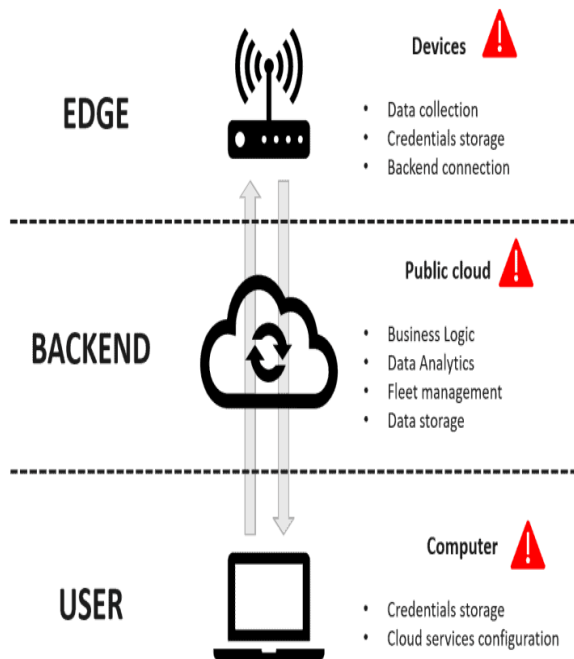 EDGE
Devices
• Data collection
• Credentials storage
• Backend connection
BACKEND
Public cloud
• Business Logic
• Data Analytics
• Fleet management
• Data storage
USER
Computer
• Credentials storage
• Cloud services configuration